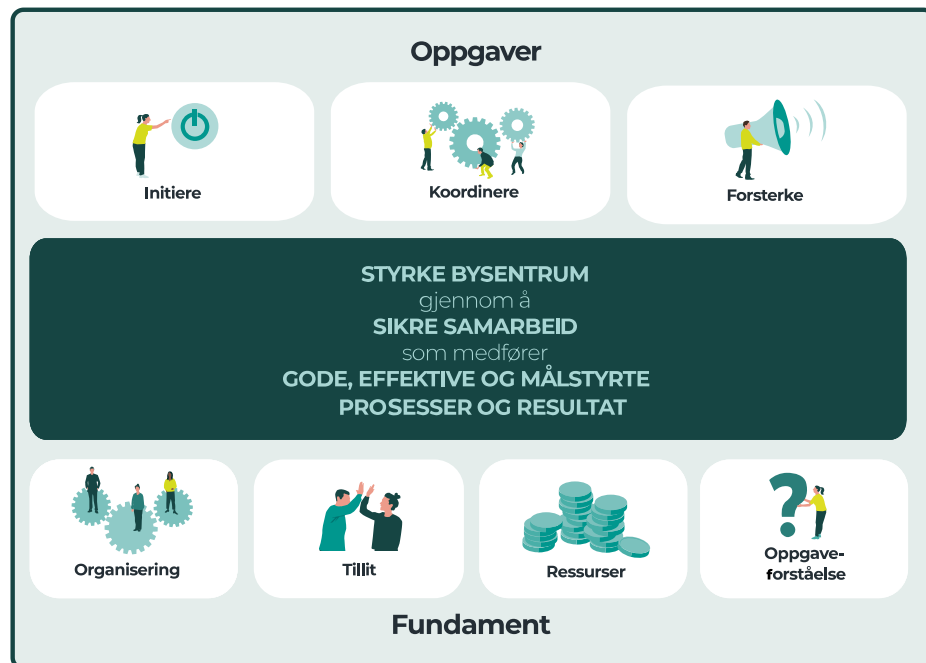 Oppgaver
Initiere
Koordinere
Forsterke
STYRKE BYSENTRUM
gjennom å
SIKRE SAMARBEID
som medfører
GODE, EFFEKTIVE OG MÅLSTYRTE
PROSESSER OG RESULTAT
Organisering
Tillit
Ressurser
Oppgave-
forståelse
Fundament